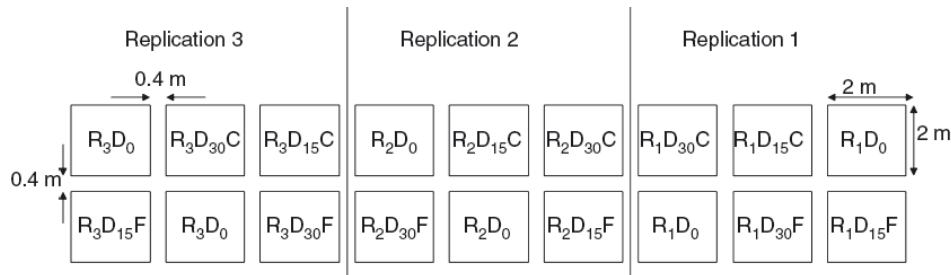 Replication 3 Replication 2 Replication 1
0.4 m
2 m
R₃D₀ R₃D₃₀C R₃D₁₅C R₂D₀ R₂D₁₅C R₂D₃₀C R₁D₃₀C R₁D₁₅C R₁D₀ 2 m
0.4 m
R₃D₁₅F R₃D₀ R₃D₃₀F R₂D₃₀F R₂D₀ R₂D₁₅F R₁D₀ R₁D₃₀F R₁D₁₅F